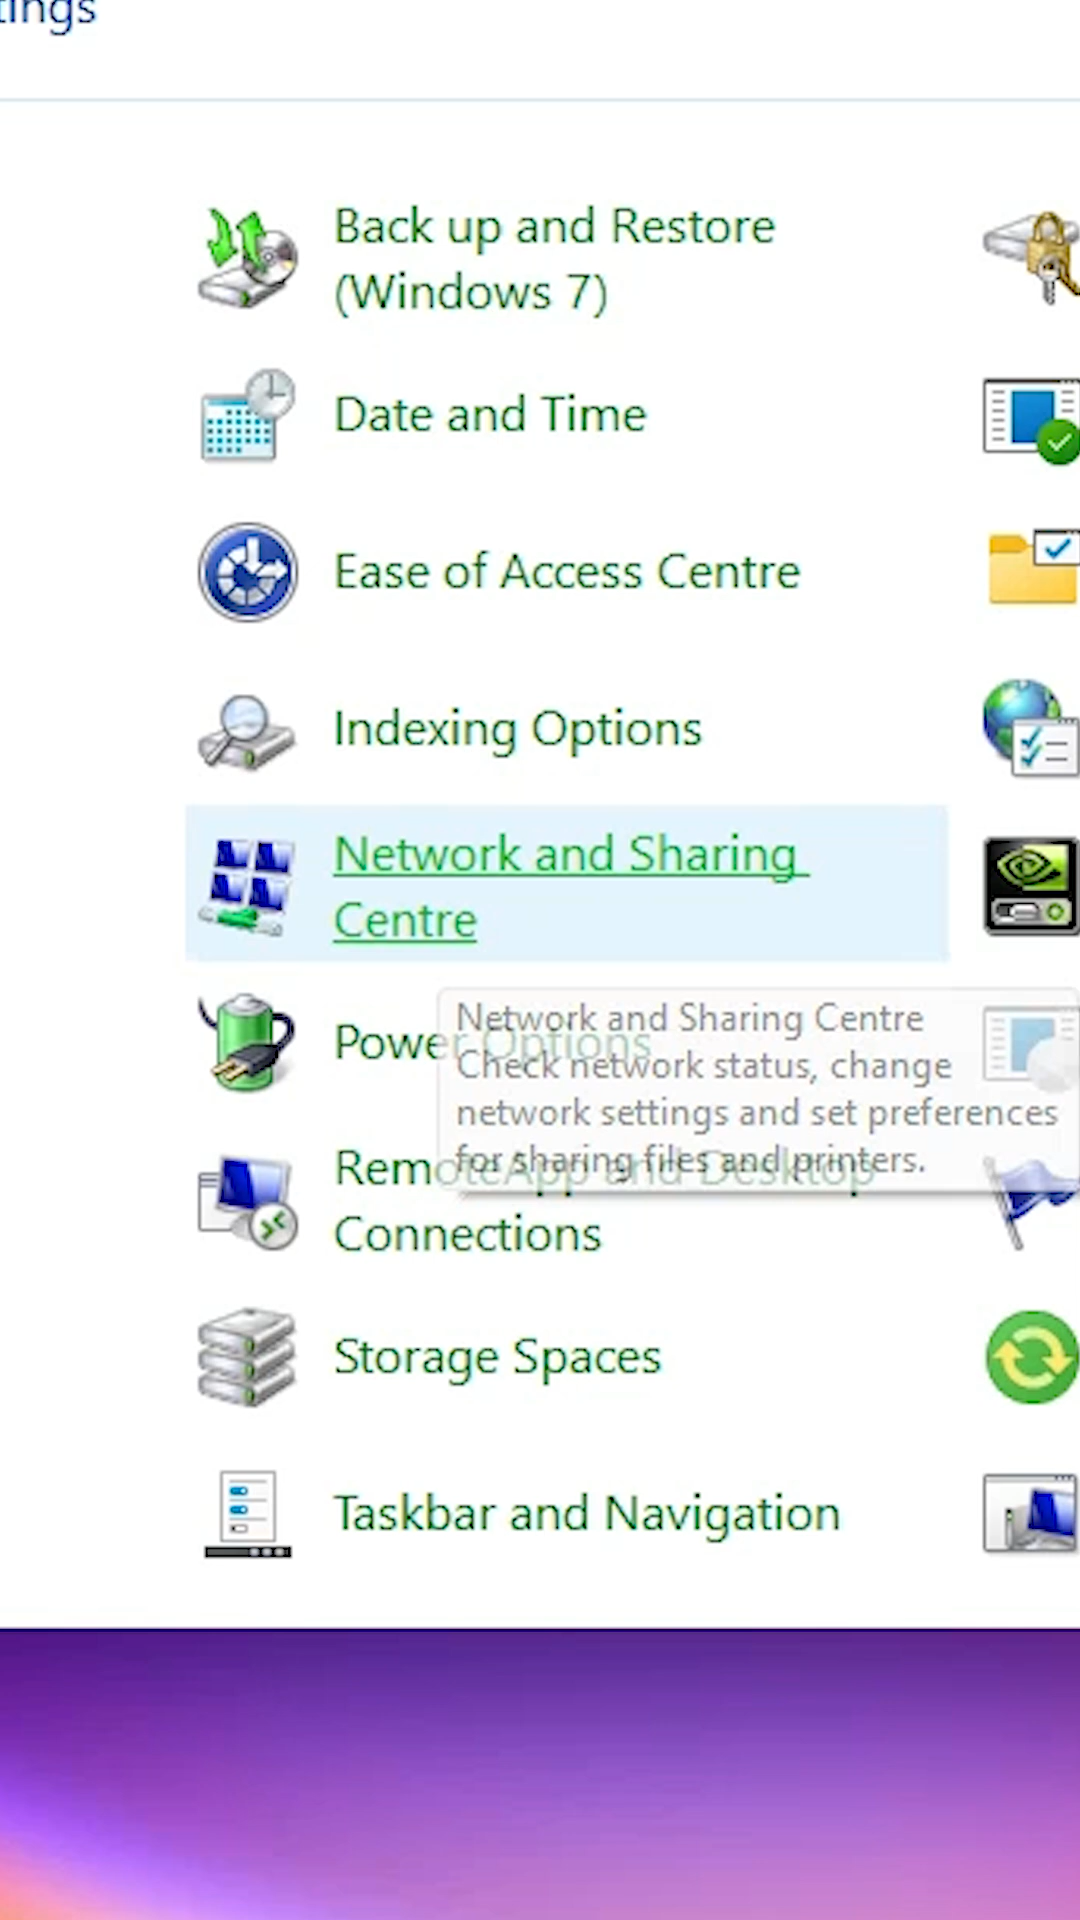 tings
Back up and Restore
(Windows 7)
Date and Time
Ease of Access Centre
Indexing Options
Network and Sharing
Centre
Power Options
Network and Sharing Centre
Check network status, change
network settings and set preferences
for sharing files and printers.
RemoteApp and Desktop
Connections
Storage Spaces
Taskbar and Navigation